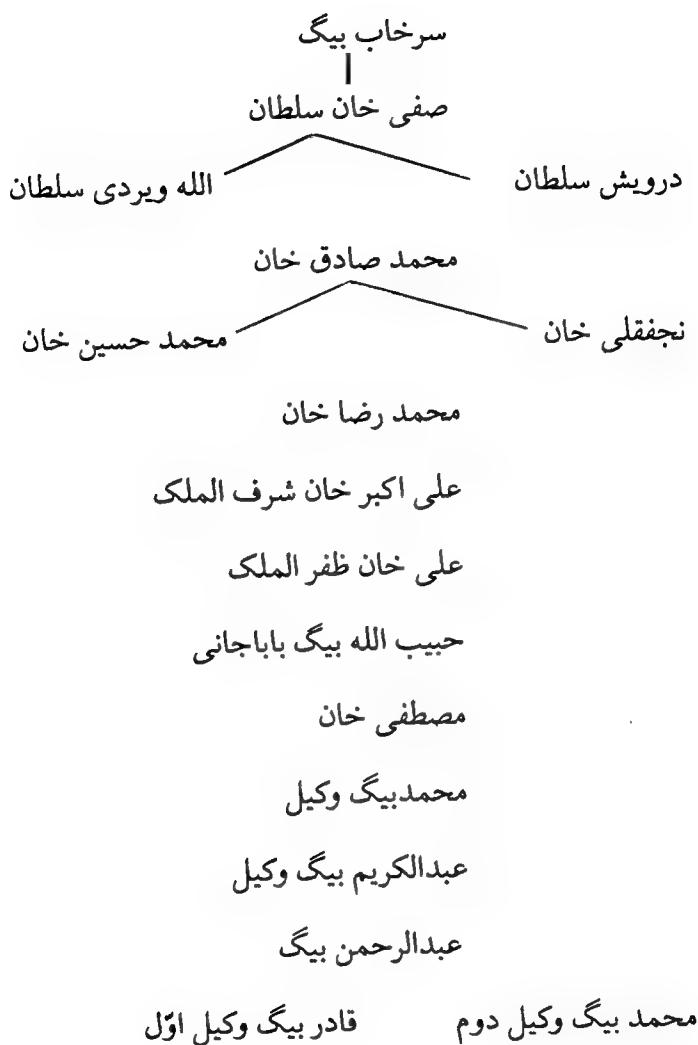 سرخاب بیگ
صفی خان سلطان
درویش سلطان
الله ویردی سلطان
محمد صادق خان
نجفقلی خان
محمد حسین خان
محمد رضا خان
علی اکبر خان شرف الملک
علی خان ظفر الملک
حبیب الله بیگ باباجانی
مصطفی خان
محمدبیگ وکیل
عبدالکریم بیگ وکیل
عبدالرحمن بیگ
محمد بیگ وکیل دوم
قادر بیگ وکیل اوّل